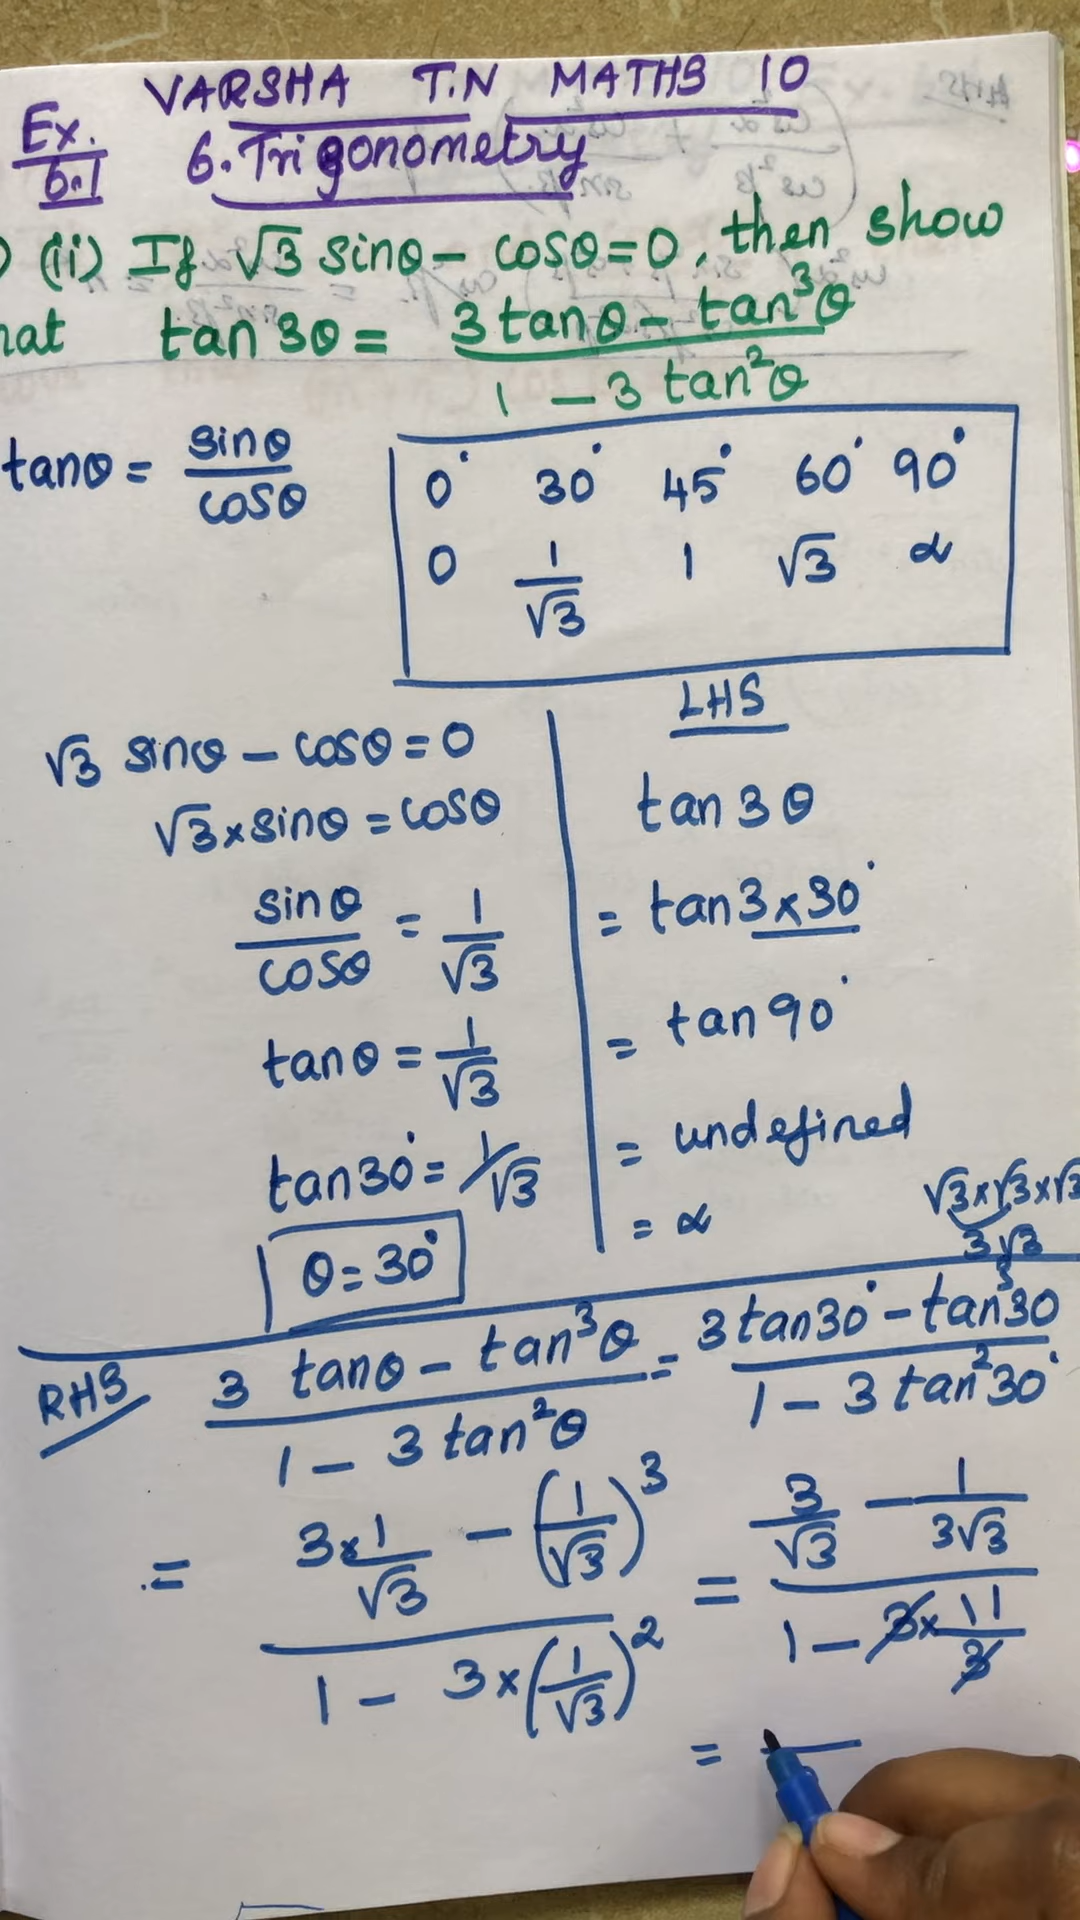 VARSHA T.N MATHS 10
Ex. 6.1 6. Trigonometry
(ii) If √3 sinθ – cosθ = 0, then show
tan 3θ = (3 tanθ – tan³θ)/(1 – 3 tan²θ)
tanθ = sinθ/cosθ
0° 30° 45° 60° 90°
0 1/√3 1 √3 α
√3 sinθ – cosθ = 0
√3 × sinθ = cosθ
sinθ/cosθ = 1/√3
tanθ = 1/√3
tan 30° = 1/√3
θ = 30°
LHS
tan 3θ
= tan 3×30°
= tan 90°
= undefined
= α
√3×√3×√3
3√3
RHS (3 tanθ – tan³θ)/(1 – 3 tan²θ) = (3 tan30° – tan³30)/(1 – 3 tan²30°)
= (3×1/√3 – (1/√3)³)/(1 – 3×(1/√3)²) = (3/√3 – 1/3√3)/(1 – 3×1/3) 1
=